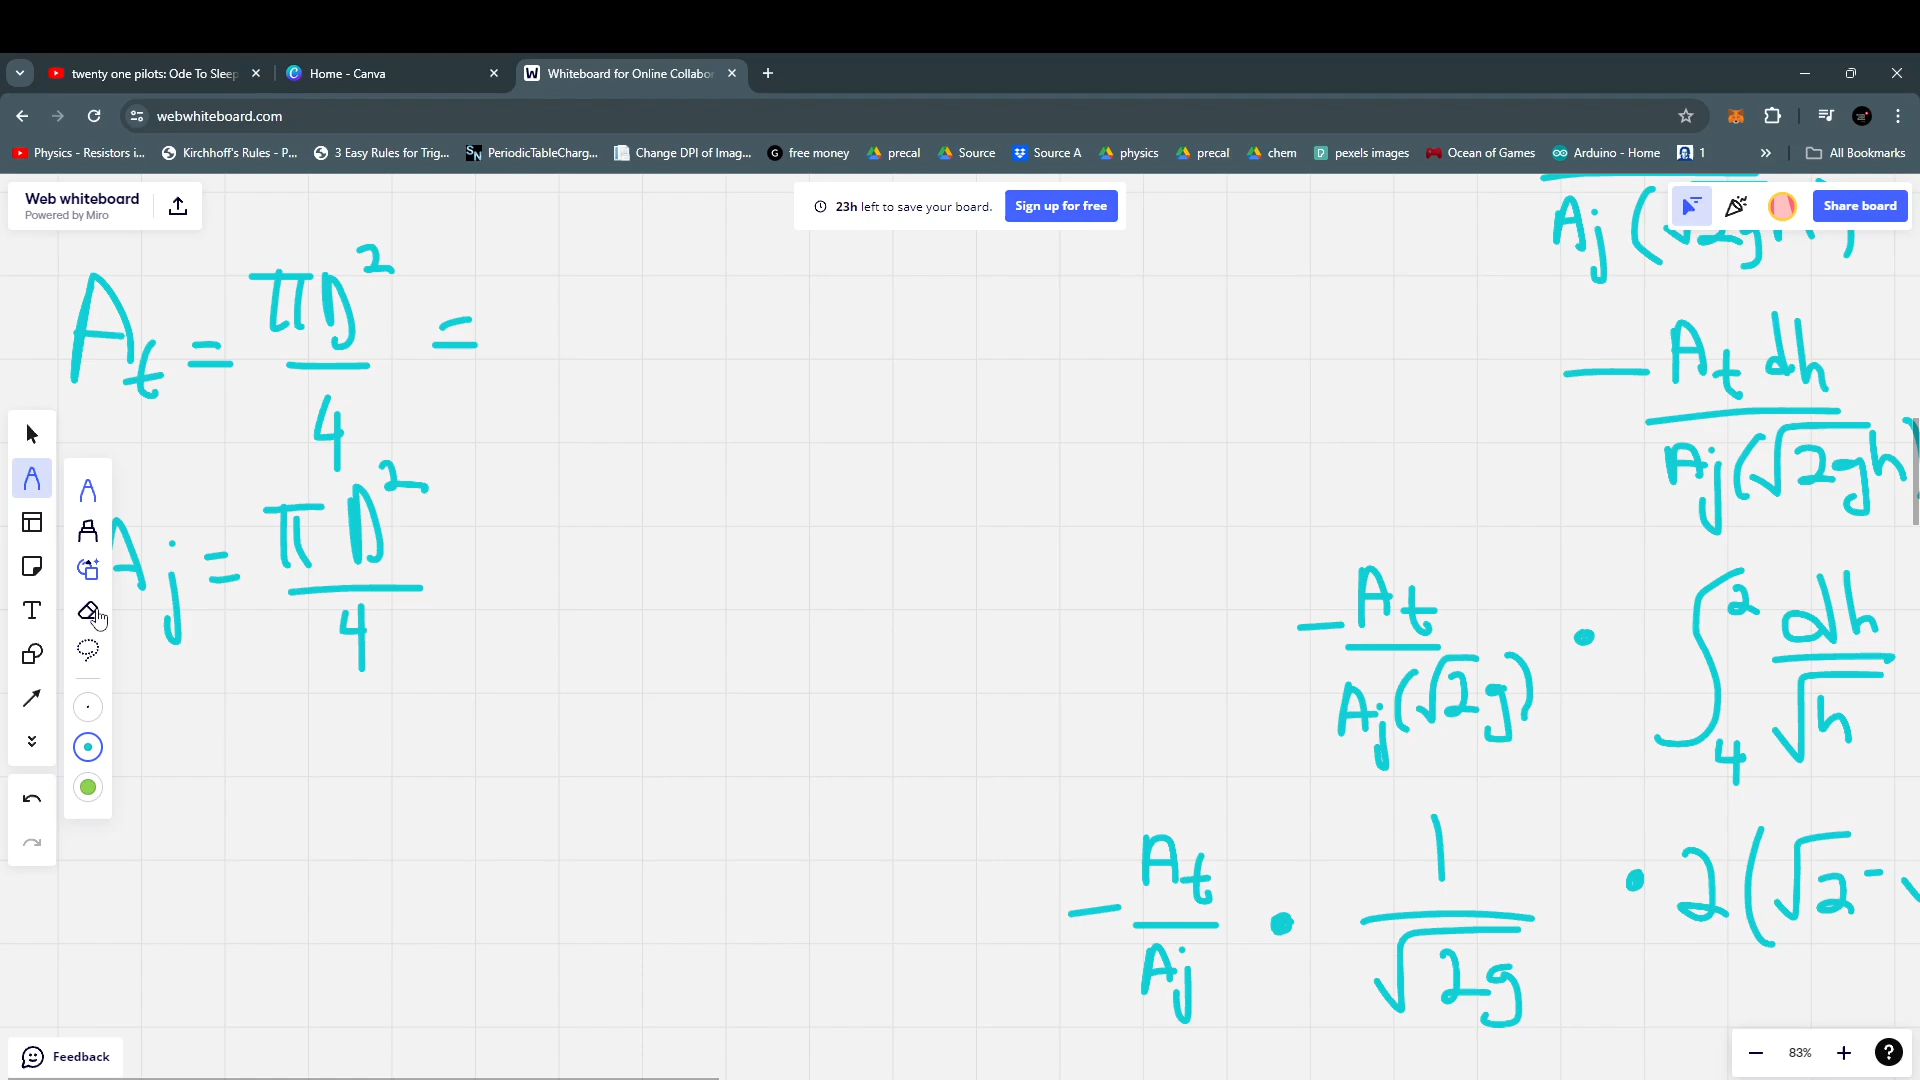 twenty one pilots: Ode To Sleep
Home - Canva
Whiteboard for Online Collabor
webwhiteboard.com
Physics - Resistors i...
Kirchhoff's Rules - P...
3 Easy Rules for Trig...
PeriodicTableCharg...
Change DPI of Imag...
free money
precal
Source
Source A
physics
precal
chem
pexels images
Ocean of Games
Arduino - Home
1
All Bookmarks
Web whiteboard
Powered by Miro
23h left to save your board.
Sign up for free
Share board
Aj(√2gh)
At = πD² / 4 =
- At dh / Aj(√2gh)
Aj = πD² / 4
- At / Aj(√2g) • ∫₄² dh / √h
- At / Aj • 1 / √2g • 2(√2 -
Feedback
83%